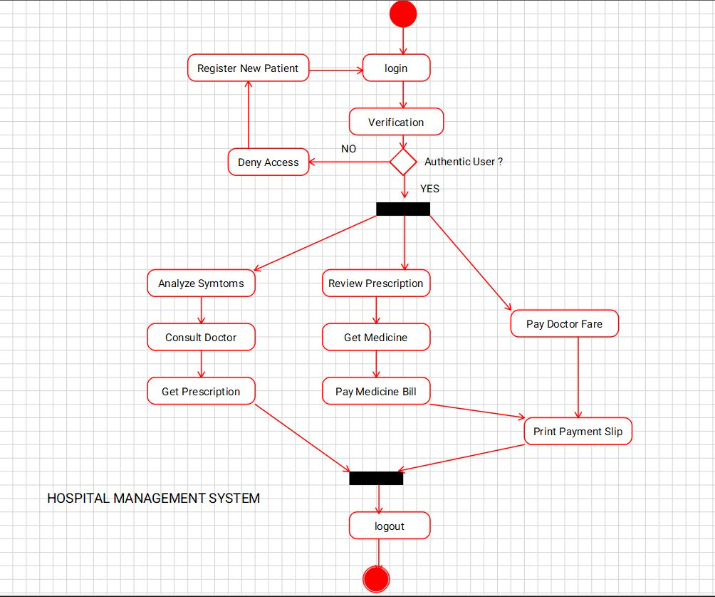 Register New Patient
login
Verification
NO
Deny Access
Authentic User ?
YES
Analyze Symtoms
Review Prescription
Pay Doctor Fare
Consult Doctor
Get Medicine
Get Prescription
Pay Medicine Bill
Print Payment Slip
HOSPITAL MANAGEMENT SYSTEM
logout